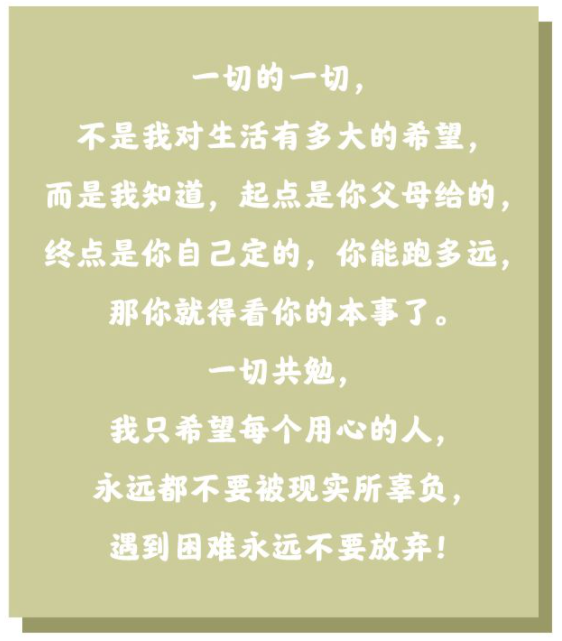 一切的一切，
不是我对生活有多大的希望，
而是我知道，起点是你父母给的，
终点是你自己定的，你能跑多远，
那你就得看你的本事了。
一切共勉，
我只希望每个用心的人，
永远都不要被现实所辜负，
遇到困难永远不要放弃！